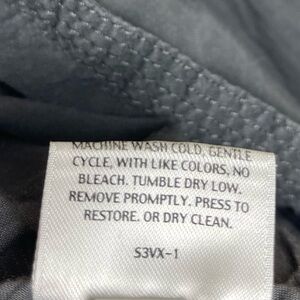 MACHINE WASH COLD, GENTLE
CYCLE, WITH LIKE COLORS, NO
BLEACH. TUMBLE DRY LOW.
REMOVE PROMPTLY. PRESS TO
RESTORE. OR DRY CLEAN.
S3VX-1